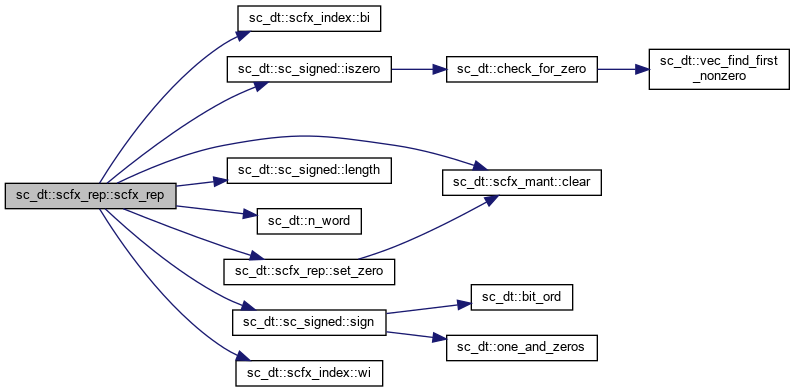 sc_dt::scfx_rep::scfx_rep
sc_dt::scfx_index::bi
sc_dt::sc_signed::iszero
sc_dt::check_for_zero
sc_dt::vec_find_first
_nonzero
sc_dt::sc_signed::length
sc_dt::scfx_mant::clear
sc_dt::n_word
sc_dt::scfx_rep::set_zero
sc_dt::sc_signed::sign
sc_dt::bit_ord
sc_dt::one_and_zeros
sc_dt::scfx_index::wi